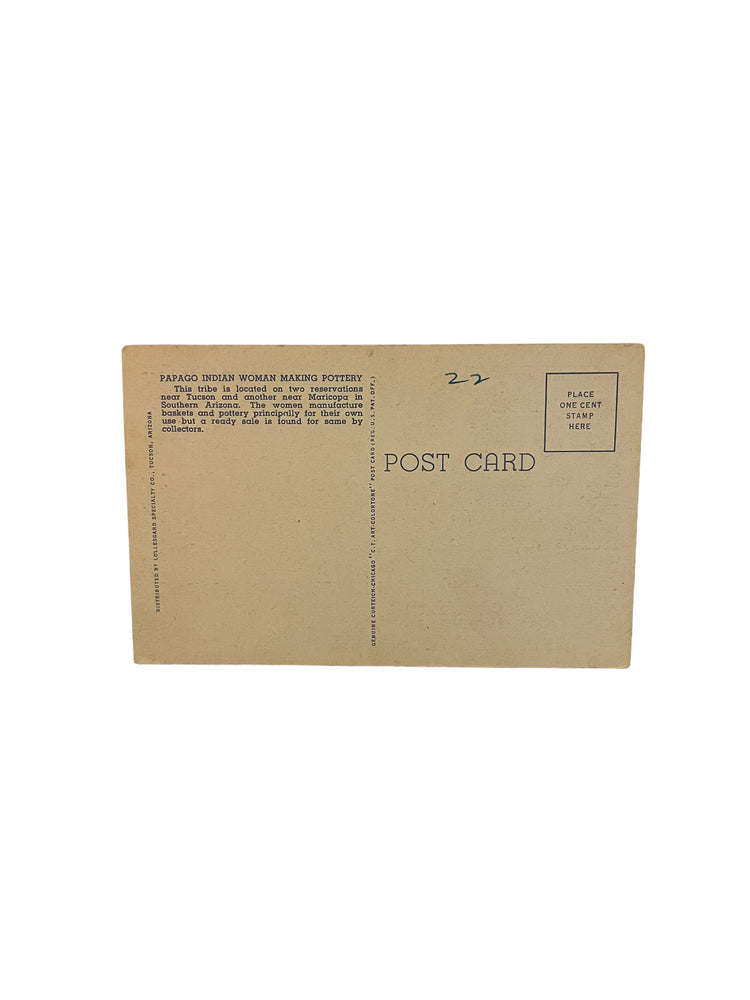 PAPAGO INDIAN WOMAN MAKING POTTERY
This tribe is located on two reservations
near Tucson and another near Maricopa in
Southern Arizona. The women manufacture
baskets and pottery principally for their own
use but a ready sale is found for same by
collectors.
DISTRIBUTED BY LOLLESGARD SPECIALTY CO., TUCSON, ARIZONA
GENUINE CURTEICH-CHICAGO "C.T. ART-COLORTONE" POST CARD (REG. U.S. PAT. OFF.)
22
POST CARD
PLACE
ONE CENT
STAMP
HERE